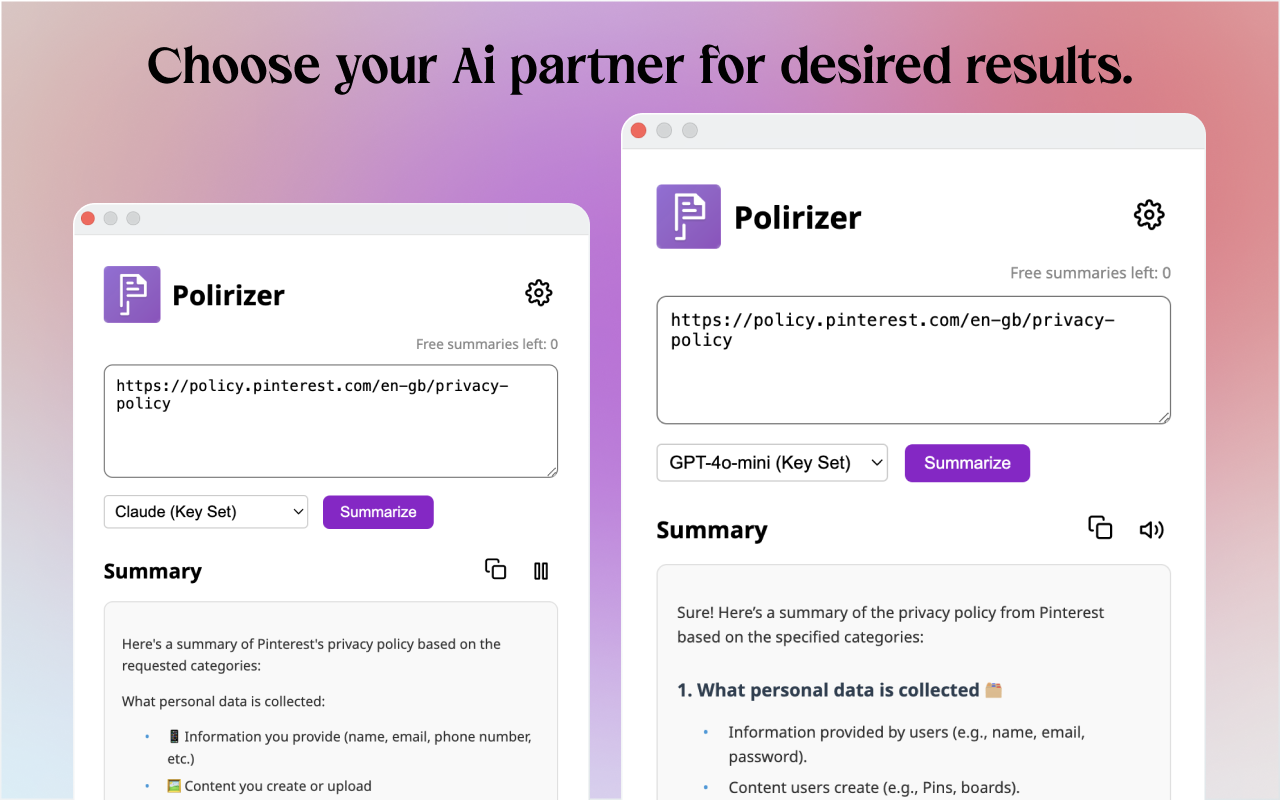 Choose your Ai partner for desired results.
Polirizer
Free summaries left: 0
https://policy.pinterest.com/en-gb/privacy-
policy
Claude (Key Set)
Summarize
Summary
Here's a summary of Pinterest's privacy policy based on the
requested categories:
What personal data is collected:
• 📱 Information you provide (name, email, phone number,
etc.)
• 🖼️ Content you create or upload
Polirizer
Free summaries left: 0
https://policy.pinterest.com/en-gb/privacy-
policy
GPT-4o-mini (Key Set)
Summarize
Summary
Sure! Here’s a summary of the privacy policy from Pinterest
based on the specified categories:
1. What personal data is collected 🗂️
• Information provided by users (e.g., name, email,
password).
• Content users create (e.g., Pins, boards).